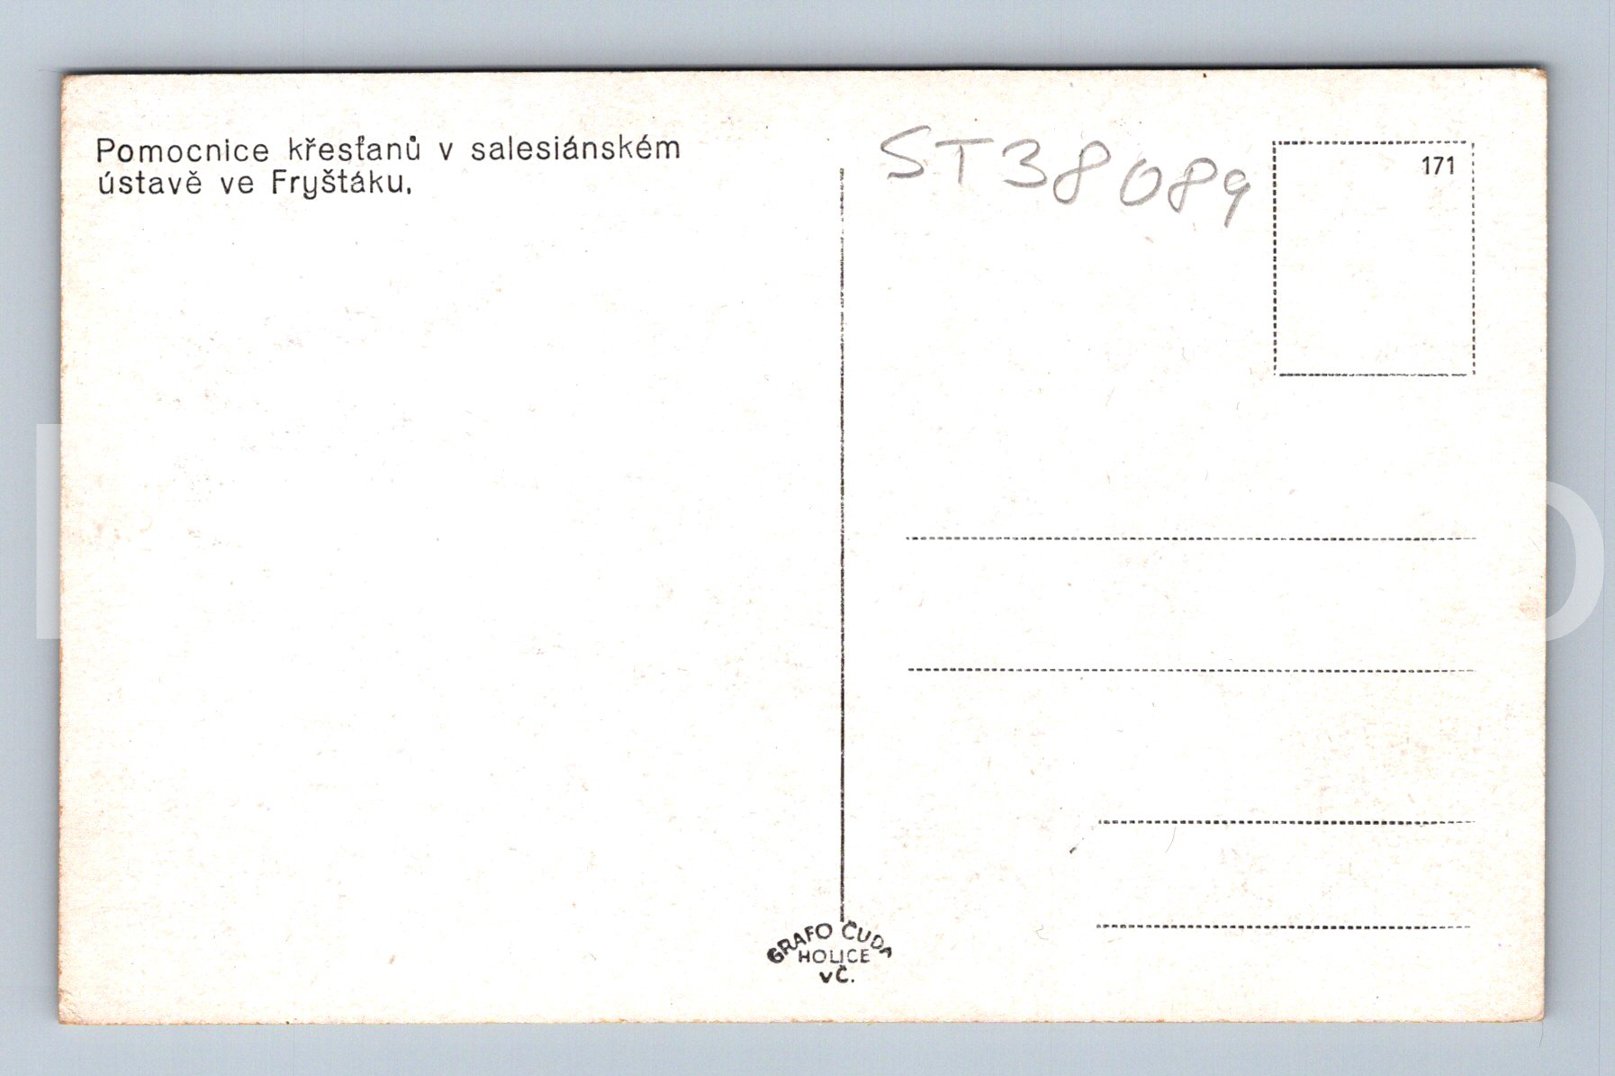 Pomocnice křesťanů v salesiánském
ústavě ve Fryštáku.
ST38089
171
GRAFO ČUDA
HOLICE
VČ.